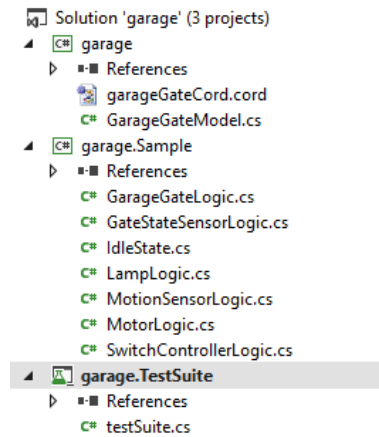 Solution 'garage' (3 projects)
C# garage
References
garageGateCord.cord
C# GarageGateModel.cs
C# garage.Sample
References
C# GarageGateLogic.cs
C# GateStateSensorLogic.cs
C# IdleState.cs
C# LampLogic.cs
C# MotionSensorLogic.cs
C# MotorLogic.cs
C# SwitchControllerLogic.cs
garage.TestSuite
References
C# testSuite.cs